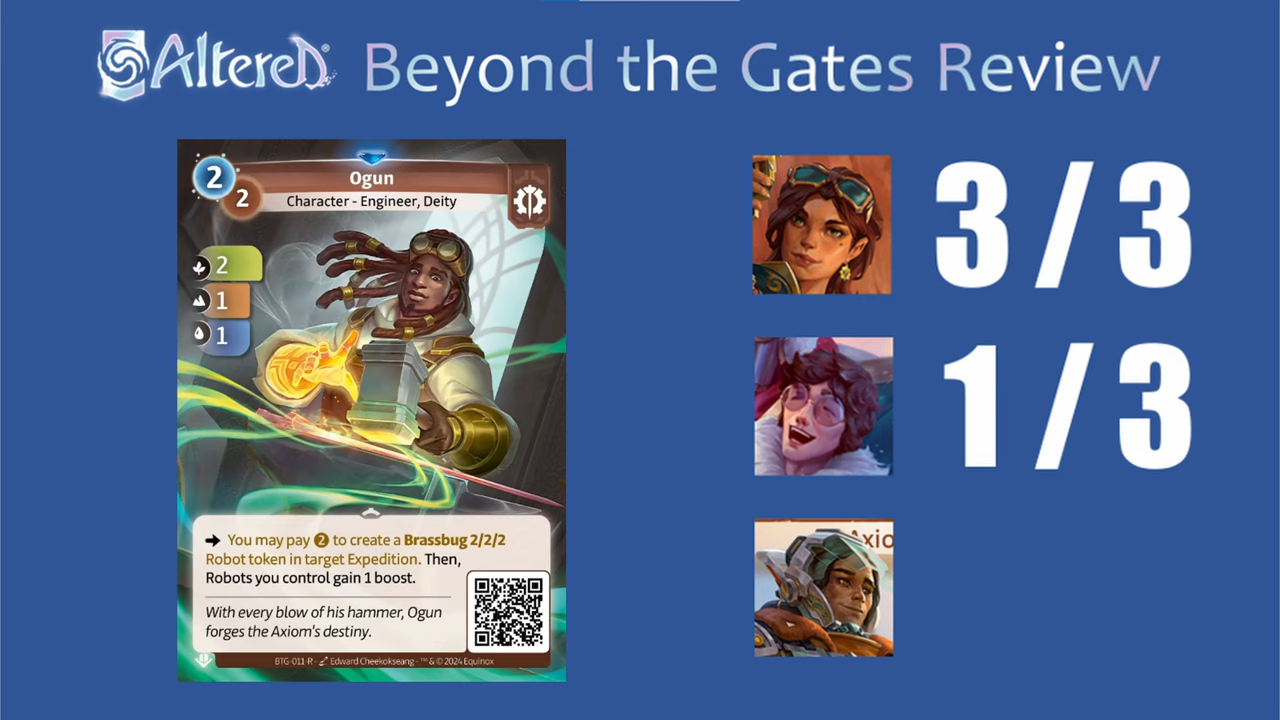 Altered® Beyond the Gates Review
2
2
Ogun
Character - Engineer, Deity
2
1
1
You may pay 2 to create a Brassbug 2/2/2
Robot token in target Expedition. Then,
Robots you control gain 1 boost.
With every blow of his hammer, Ogun
forges the Axiom's destiny.
BTG-011-R - Edward Cheekokseang - ™ & © 2024 Equinox
3 / 3
1 / 3
Axio